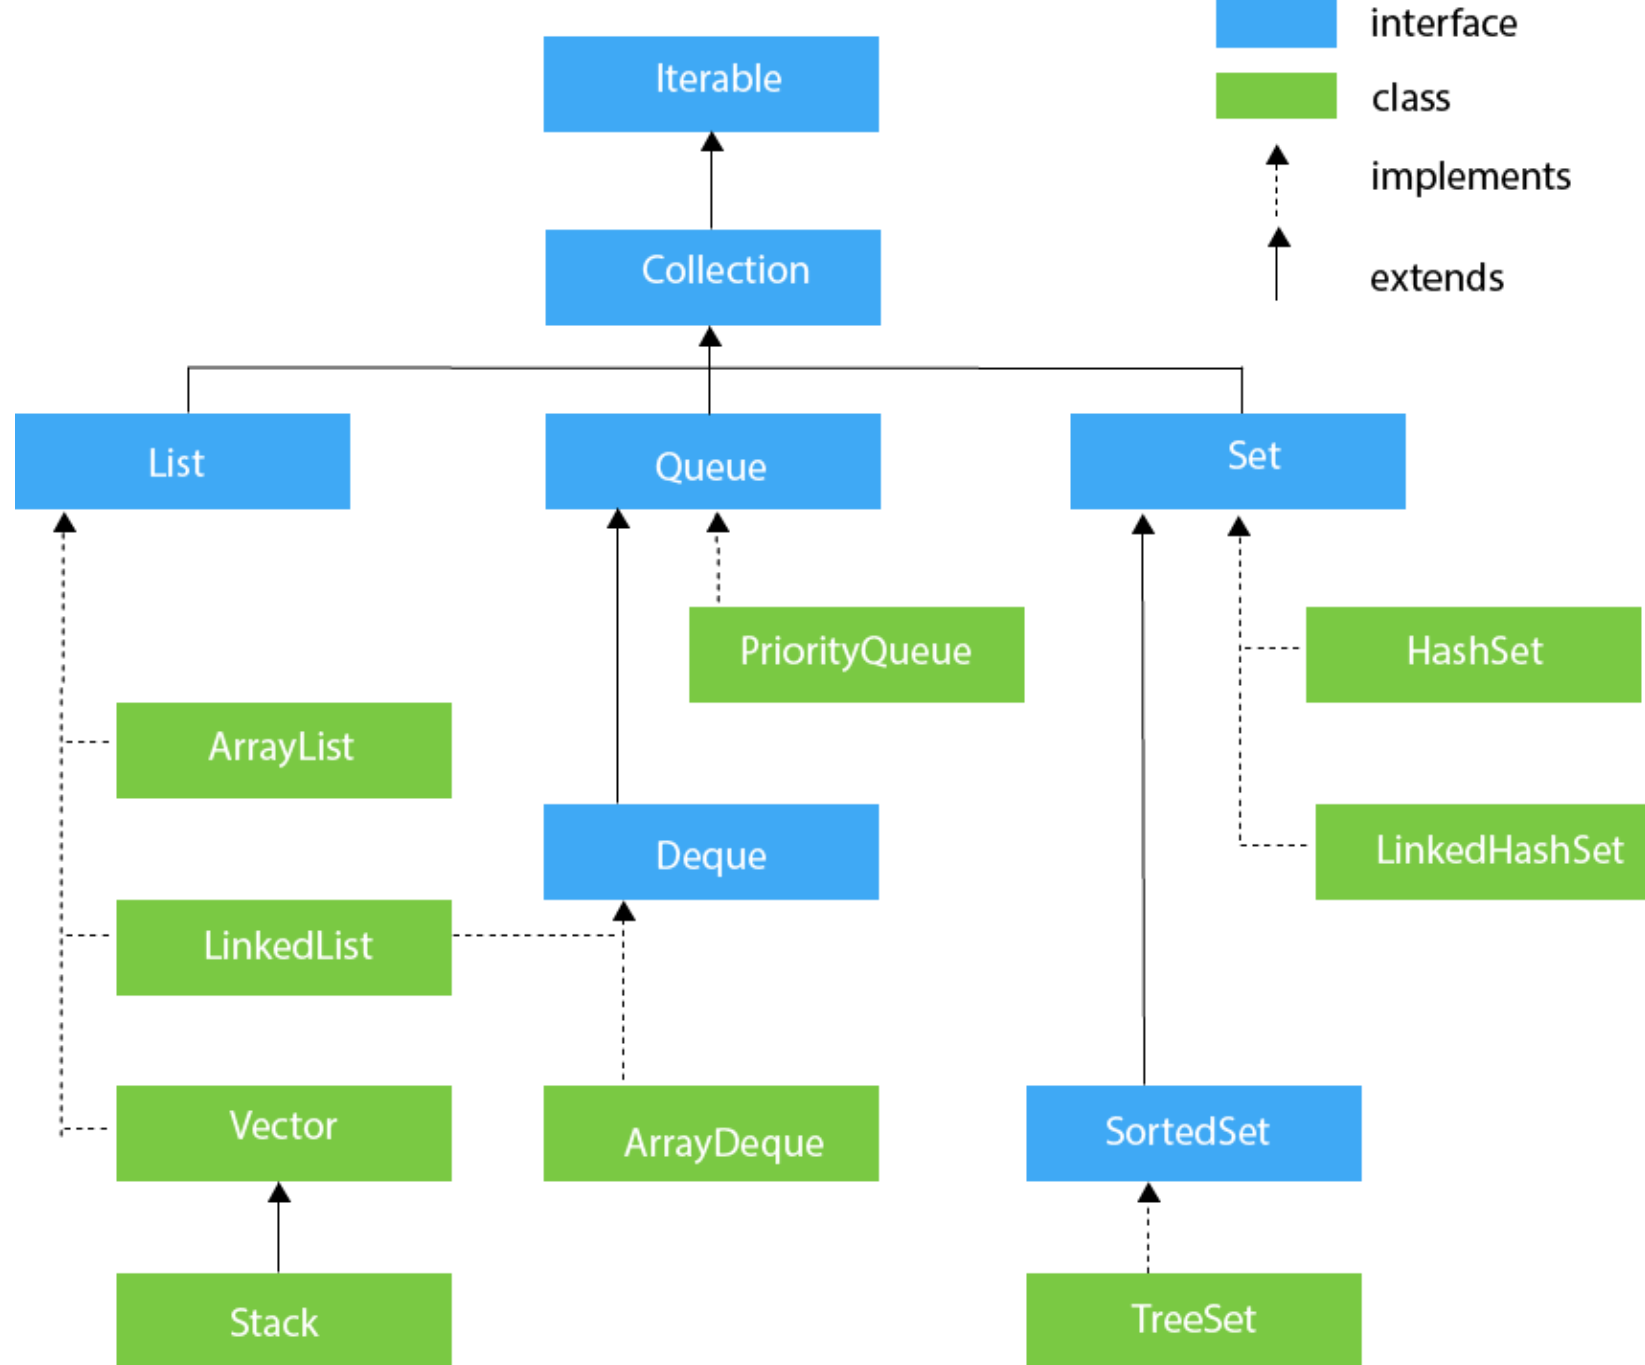 interface
Iterable
class
implements
Collection
extends
List
Queue
Set
PriorityQueue
HashSet
ArrayList
Deque
LinkedHashSet
LinkedList
Vector
ArrayDeque
SortedSet
Stack
TreeSet